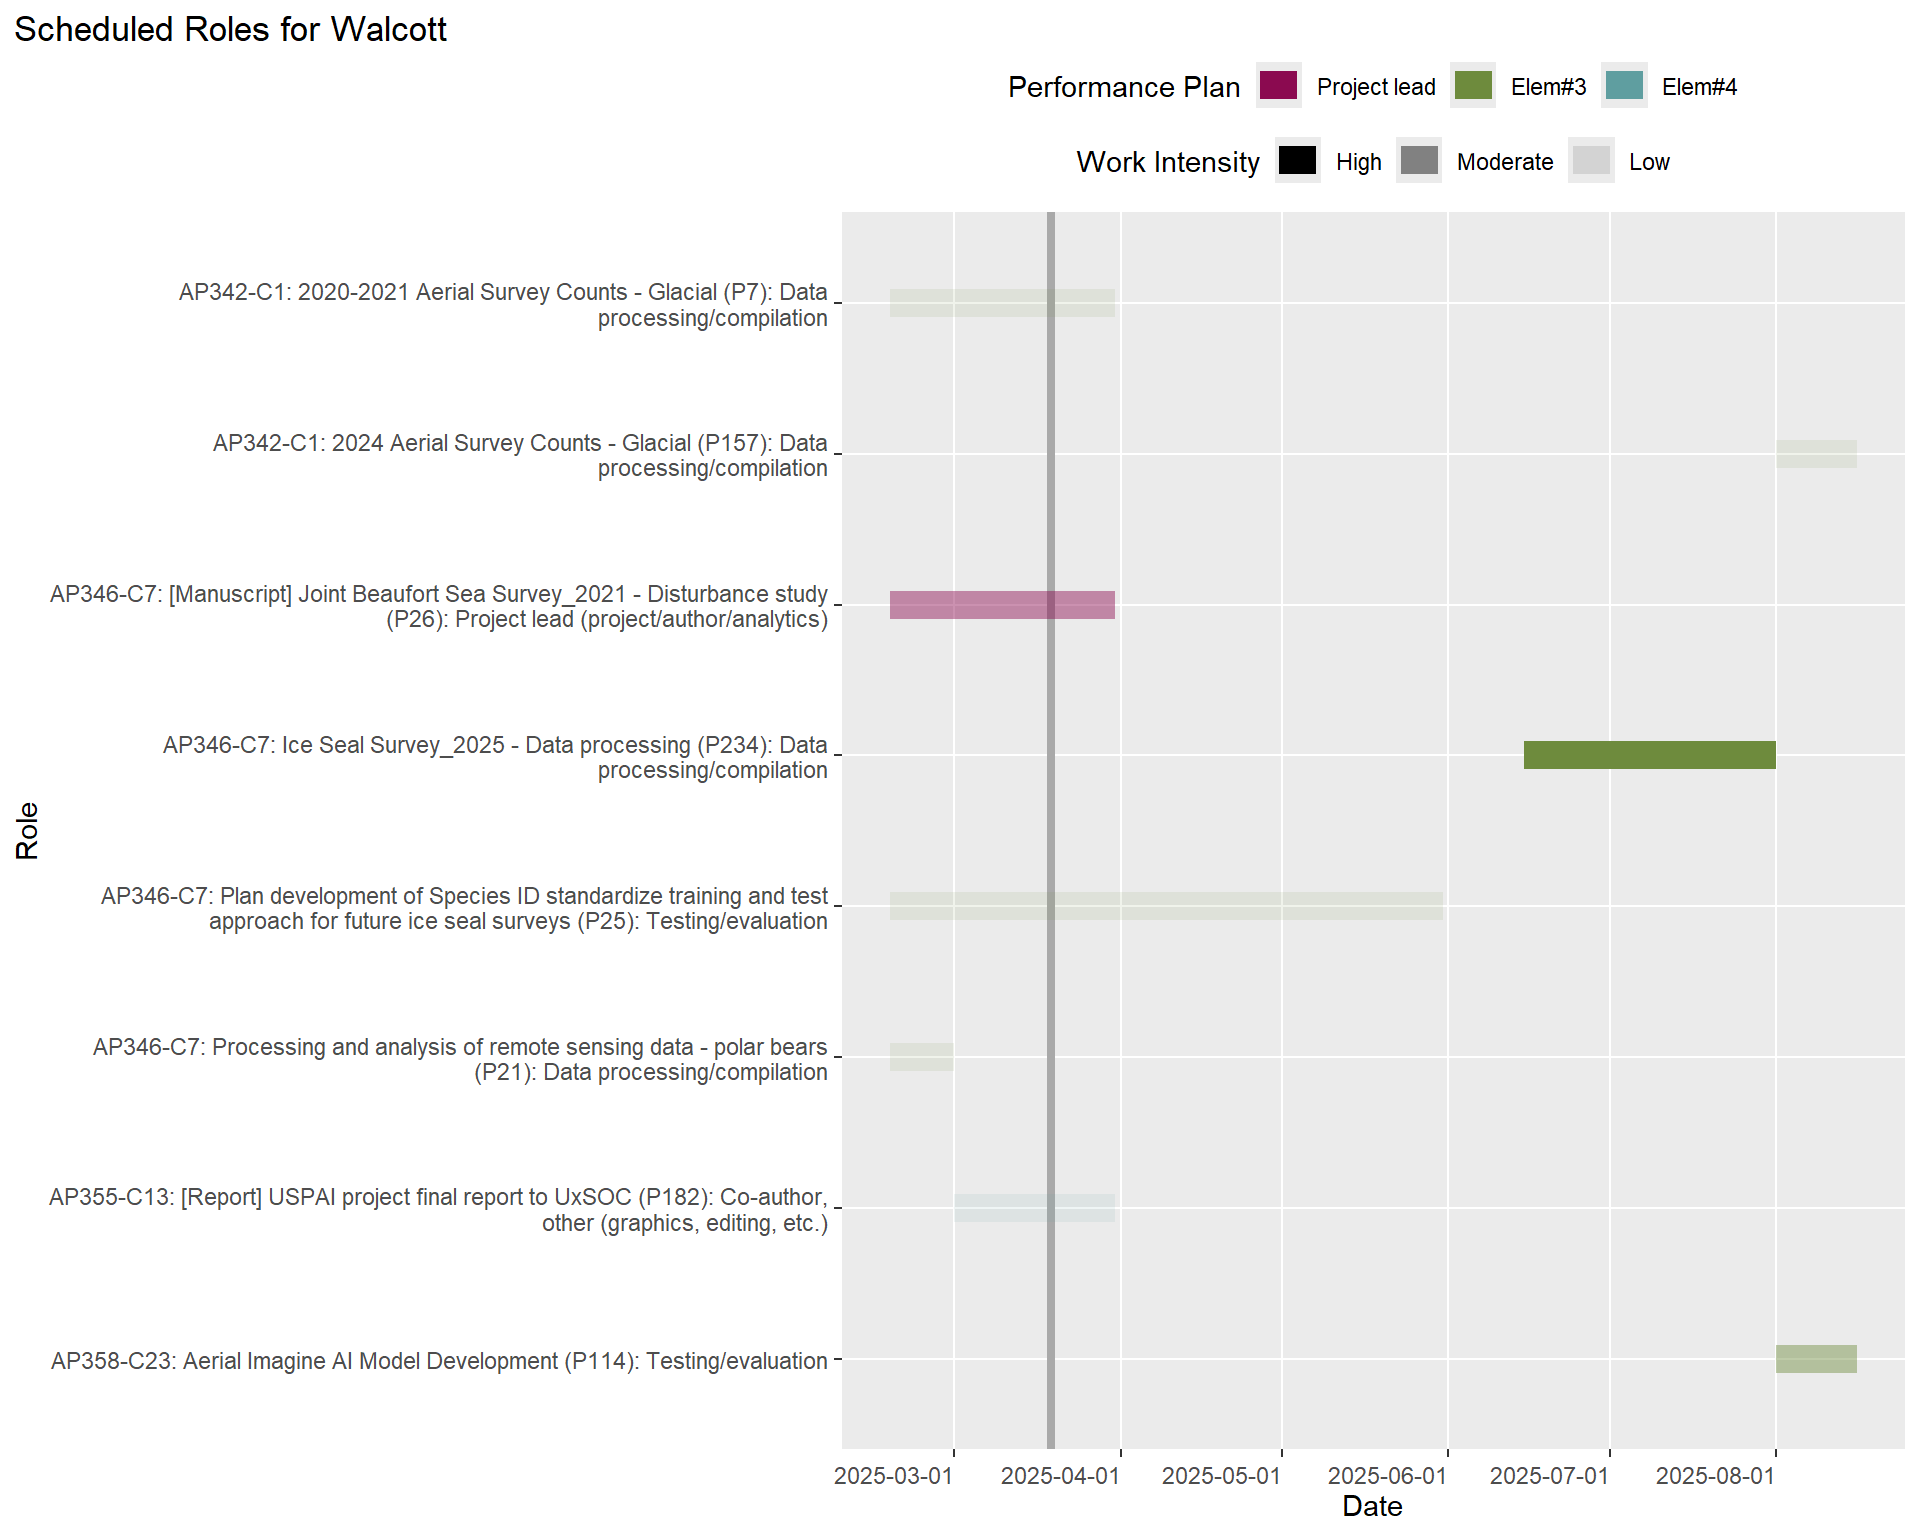 Scheduled Roles for Walcott
Performance Plan Project lead Elem#3 Elem#4
Work Intensity High Moderate Low
AP342-C1: 2020-2021 Aerial Survey Counts - Glacial (P7): Data
processing/compilation
AP342-C1: 2024 Aerial Survey Counts - Glacial (P157): Data
processing/compilation
AP346-C7: [Manuscript] Joint Beaufort Sea Survey_2021 - Disturbance study
(P26): Project lead (project/author/analytics)
AP346-C7: Ice Seal Survey_2025 - Data processing (P234): Data
processing/compilation
AP346-C7: Plan development of Species ID standardize training and test
approach for future ice seal surveys (P25): Testing/evaluation
AP346-C7: Processing and analysis of remote sensing data - polar bears
(P21): Data processing/compilation
AP355-C13: [Report] USPAI project final report to UxSOC (P182): Co-author,
other (graphics, editing, etc.)
AP358-C23: Aerial Imagine AI Model Development (P114): Testing/evaluation
Role
2025-03-01 2025-04-01 2025-05-01 2025-06-01 2025-07-01 2025-08-01
Date